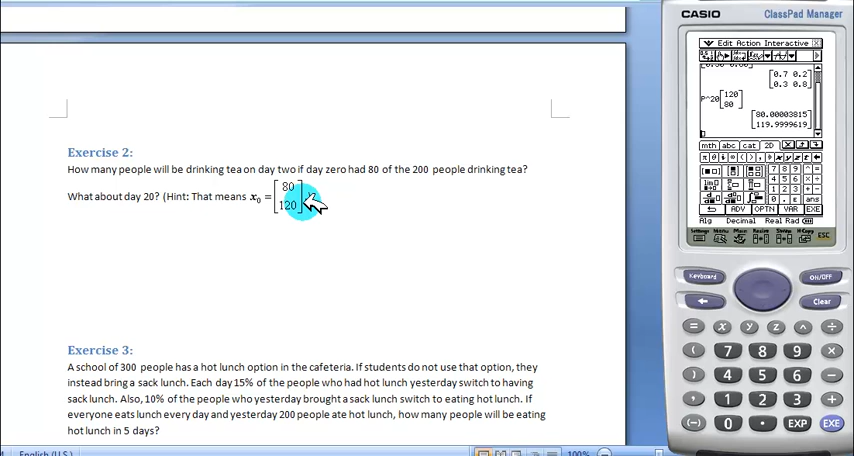 CASIO ClassPad Manager
Edit Action Interactive
0.7 0.2
0.3 0.8
P^20 120
80
80.00003815
119.9999619
mth abc cat 2D
7 8 9
4 5 6
1 2 3
0 . ans
ADV OPTN VAR EXE
Alg Decimal Real Rad
Settings Menu Resize ESC
Keyboard ON/OFF
Clear
= x y z ^ ÷
( 7 8 9 ×
) 4 5 6 −
, 1 2 3 +
(−) 0 . EXP EXE
Exercise 2:
How many people will be drinking tea on day two if day zero had 80 of the 200 people drinking tea?
What about day 20? (Hint: That means x0 = 80
120
Exercise 3:
A school of 300 people has a hot lunch option in the cafeteria. If students do not use that option, they
instead bring a sack lunch. Each day 15% of the people who had hot lunch yesterday switch to having
sack lunch. Also, 10% of the people who yesterday brought a sack lunch switch to eating hot lunch. If
everyone eats lunch every day and yesterday 200 people ate hot lunch, how many people will be eating
hot lunch in 5 days?
English (U.S.) 100%